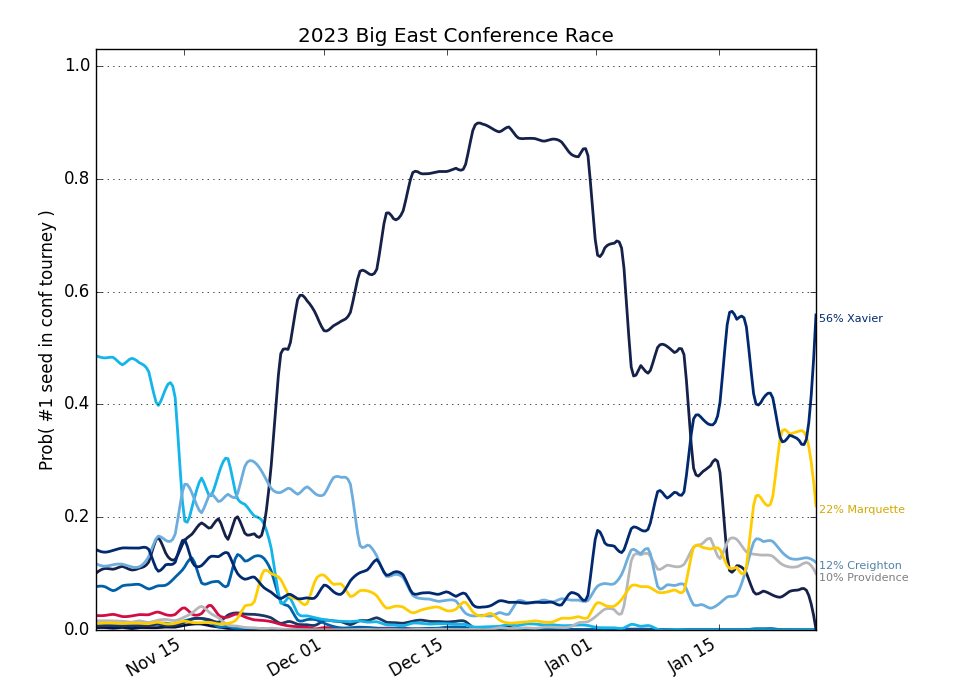 2023 Big East Conference Race
Prob( #1 seed in conf tourney )
1.0
0.8
0.6
0.4
0.2
0.0
56% Xavier
22% Marquette
12% Creighton
10% Providence
Nov 15
Dec 01
Dec 15
Jan 01
Jan 15